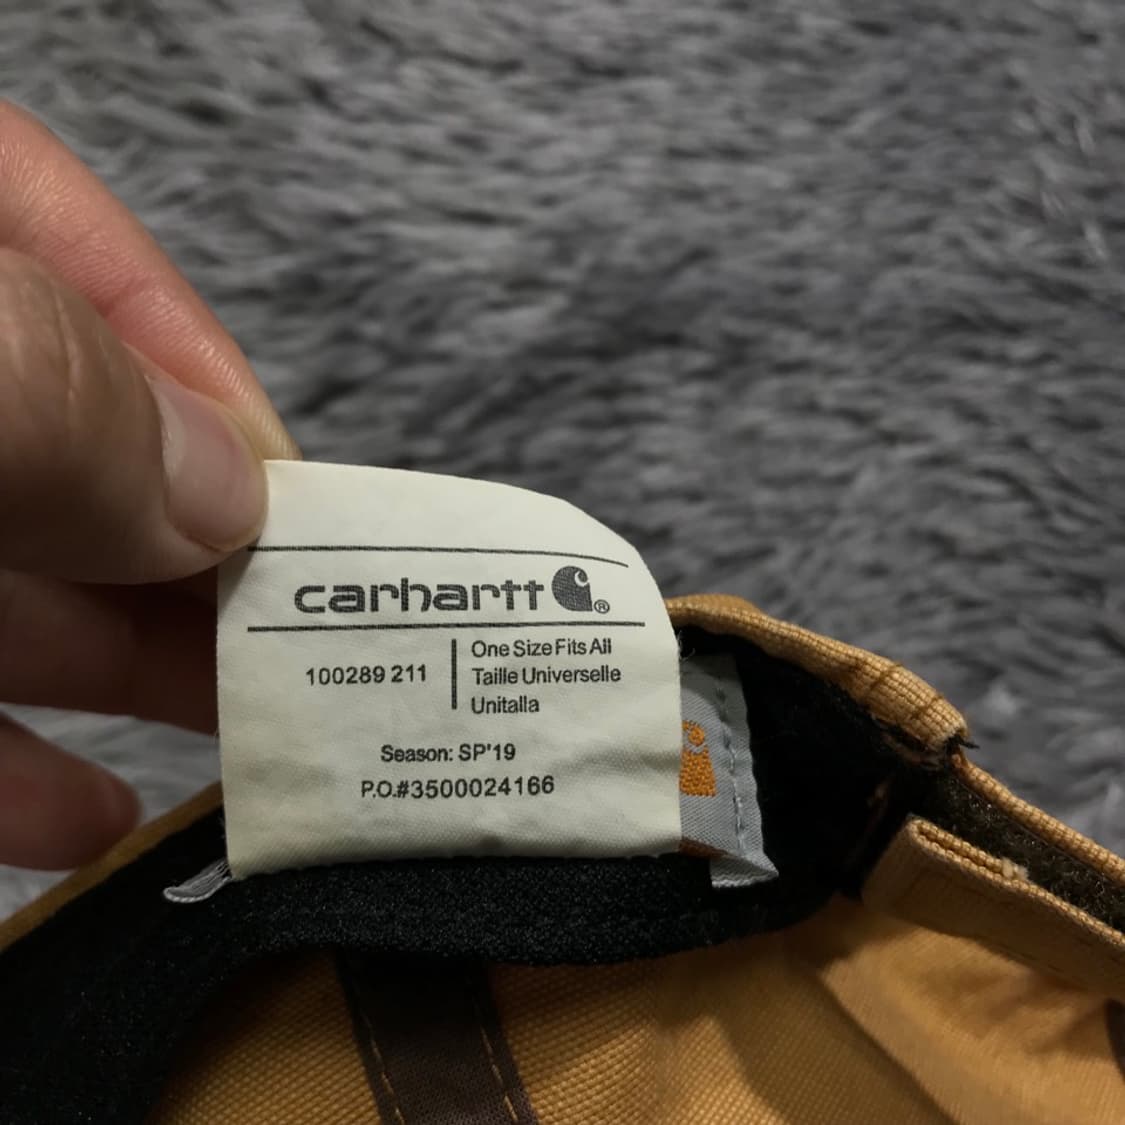 carhartt ®
100289 211
One Size Fits All
Taille Universelle
Unitalla
Season: SP'19
P.O.#3500024166